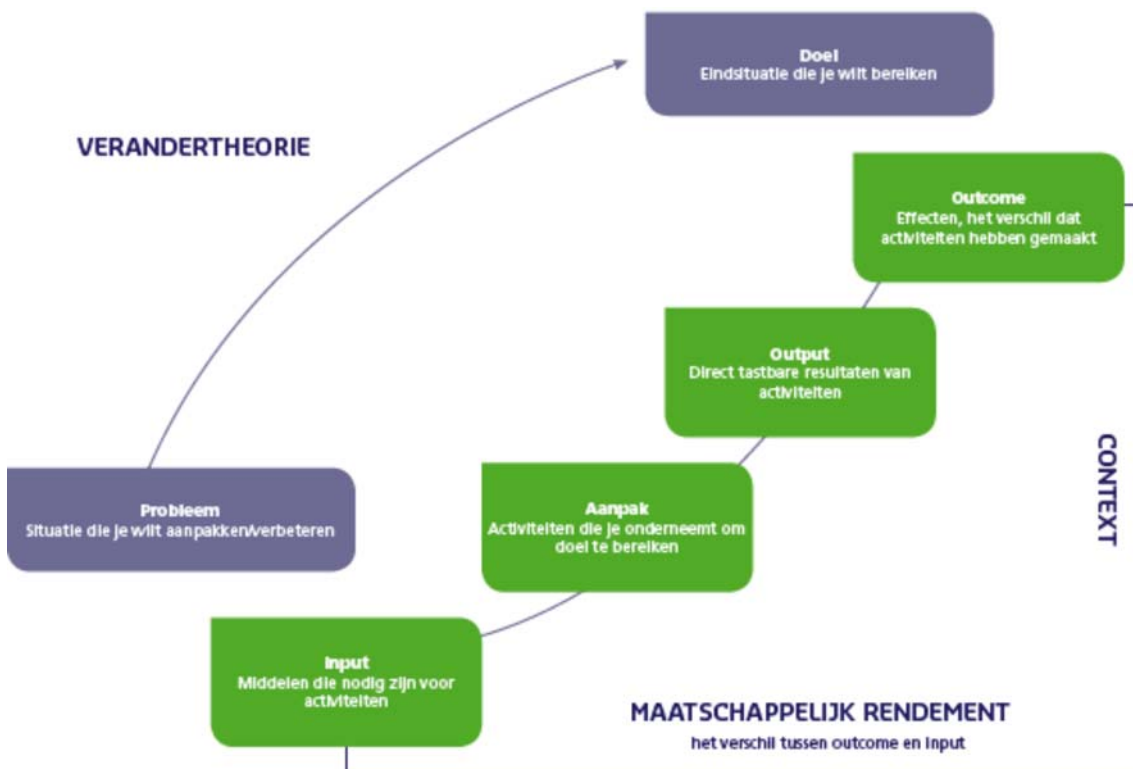 Doel
Eindsituatie die je wilt bereiken
VERANDERTHEORIE
Outcome
Effecten, het verschil dat
activiteiten hebben gemaakt
Output
Direct tastbare resultaten van
activiteiten
CONTEXT
Probleem
Situatie die je wilt aanpakken/verbeteren
Aanpak
Activiteiten die je onderneemt om
doel te bereiken
Input
Middelen die nodig zijn voor
activiteiten
MAATSCHAPPELIJK RENDEMENT
het verschil tussen outcome en input